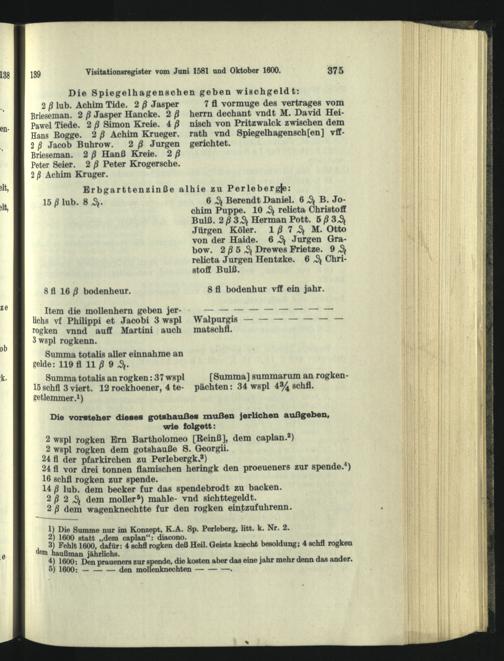 139 Visitationsregister vom Juni 1581 und Oktober 1600. 375
Die Spiegelhagenschen geben wischgeldt:
2 β lub. Achim Tide. 2 β Jasper
Brieseman. 2 β Jasper Hancke. 2 β
Pawel Tiede. 2 β Simon Kreie. 4 β
Hans Rogge. 2 β Achim Krueger.
2 β Jacob Buhrow. 2 β Jurgen
Brieseman. 2 β Hanß Kreie. 2 β
Peter Seier. 2 β Peter Krogersche.
2 β Achim Kruger.
7 fl vormuge des vertrages vom
herrn dechant vndt M. David Hei-
nisch von Pritzwalck zwischen dem
rath vnd Spiegelhagensch[en] vff-
gerichtet.
Erbgarttenzinße alhie zu Perleberg|e:
15 β lub. 8 ₰.
6 ₰ Berendt Daniel. 6 ₰ B. Jo-
chim Puppe. 10 ₰ relicta Christoff
Bulß. 2 β 3 ₰ Herman Pott. 5 β 3 ₰
Jürgen Köler. 1 β 7 ₰ M. Otto
von der Haide. 6 ₰ Jurgen Gra-
bow. 2 β 5 ₰ Drewes Frietze. 9 ₰
relicta Jurgen Hentzke. 6 ₰ Chri-
stoff Bulß.
8 fl 16 β bodenheur.
8 fl bodenhur vff ein jahr.
Item die mollenhern geben jer-
lichs vf Philippi et Jacobi 3 wspl
rogken vnnd auff Martini auch
3 wspl rogkenn.
— — — — — — — —
Walpurgis — — — — — — —
matschfl.
Summa totalis aller einnahme an
gelde: 119 fl 11 β 9 ₰.
Summa totalis an rogken: 37 wspl
15 schfl 3 viert. 12 rockhoener, 4 te-
getlemmer.¹)
[Summa] summarum an rogken-
pächten: 34 wspl 4¾ schfl.
Die vorsteher dieses gotshaußes mußen jerlichen außgeben,
wie folgett:
2 wspl rogken Ern Bartholomeo [Reinß], dem caplan.²)
2 wspl rogken dem gotshauße S. Georgii.
24 fl der pfarkirchen zu Perlebergk.³)
24 fl vor drei tonnen flamischen heringk den proeueners zur spende.⁴)
16 schfl rogken zur spende.
14 β lub. dem becker fur das spendebrodt zu backen.
2 β 2 ₰ dem moller⁵) mahle- vnd sichttegeldt.
2 β dem wagenknechtte fur den rogken eintzufuhrenn.
1) Die Summe nur im Konzept, K.A. Sp. Perleberg, litt. k. Nr. 2.
2) 1600 statt „dem caplan“: diacono.
3) Fehlt 1600, dafür: 4 schfl rogken deß Heil. Geists knecht besoldung; 4 schfl rogken
dem haußman jährlichs.
4) 1600: Den praueners zur spende, die kosten aber das eine jahr mehr denn das ander.
5) 1600: — — — den mollenknechten — — —.
138
en-
elt,
elt,
ze
ob
k.
e